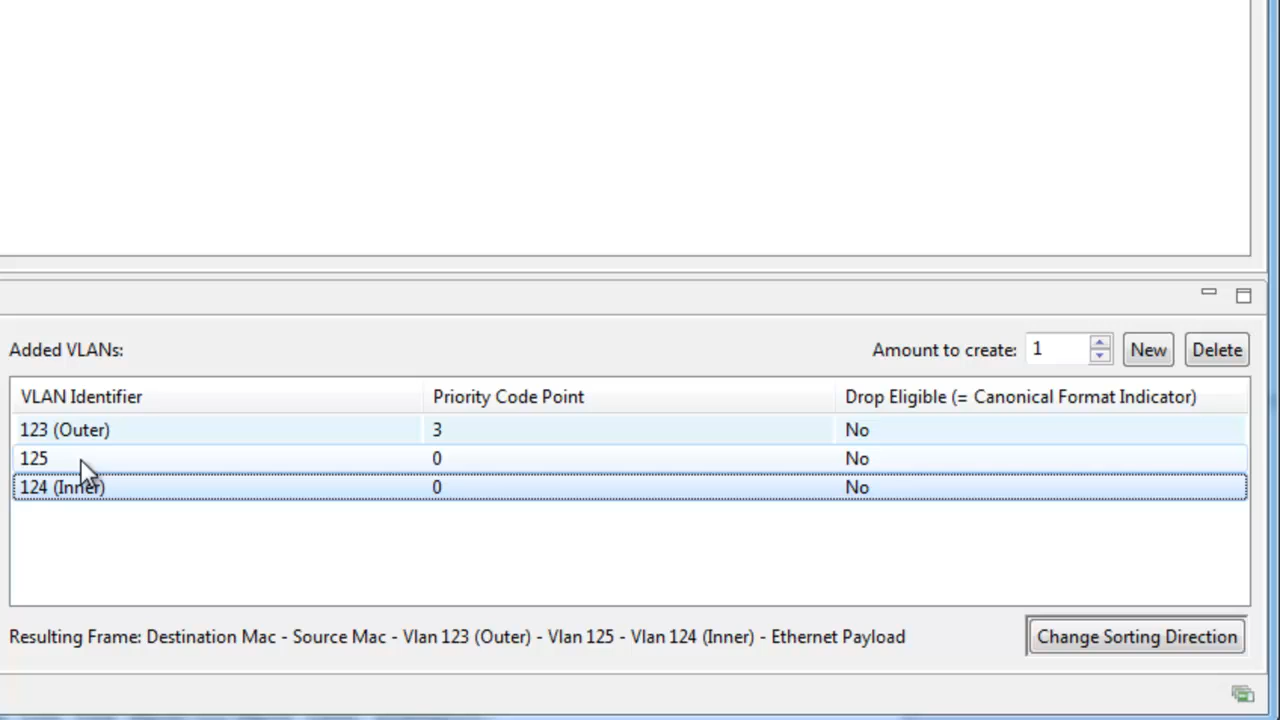 Added VLANs: Amount to create: 1 New Delete
VLAN Identifier Priority Code Point Drop Eligible (= Canonical Format Indicator)
123 (Outer) 3 No
125 0 No
124 (Inner) 0 No
Resulting Frame: Destination Mac - Source Mac - Vlan 123 (Outer) - Vlan 125 - Vlan 124 (Inner) - Ethernet Payload Change Sorting Direction